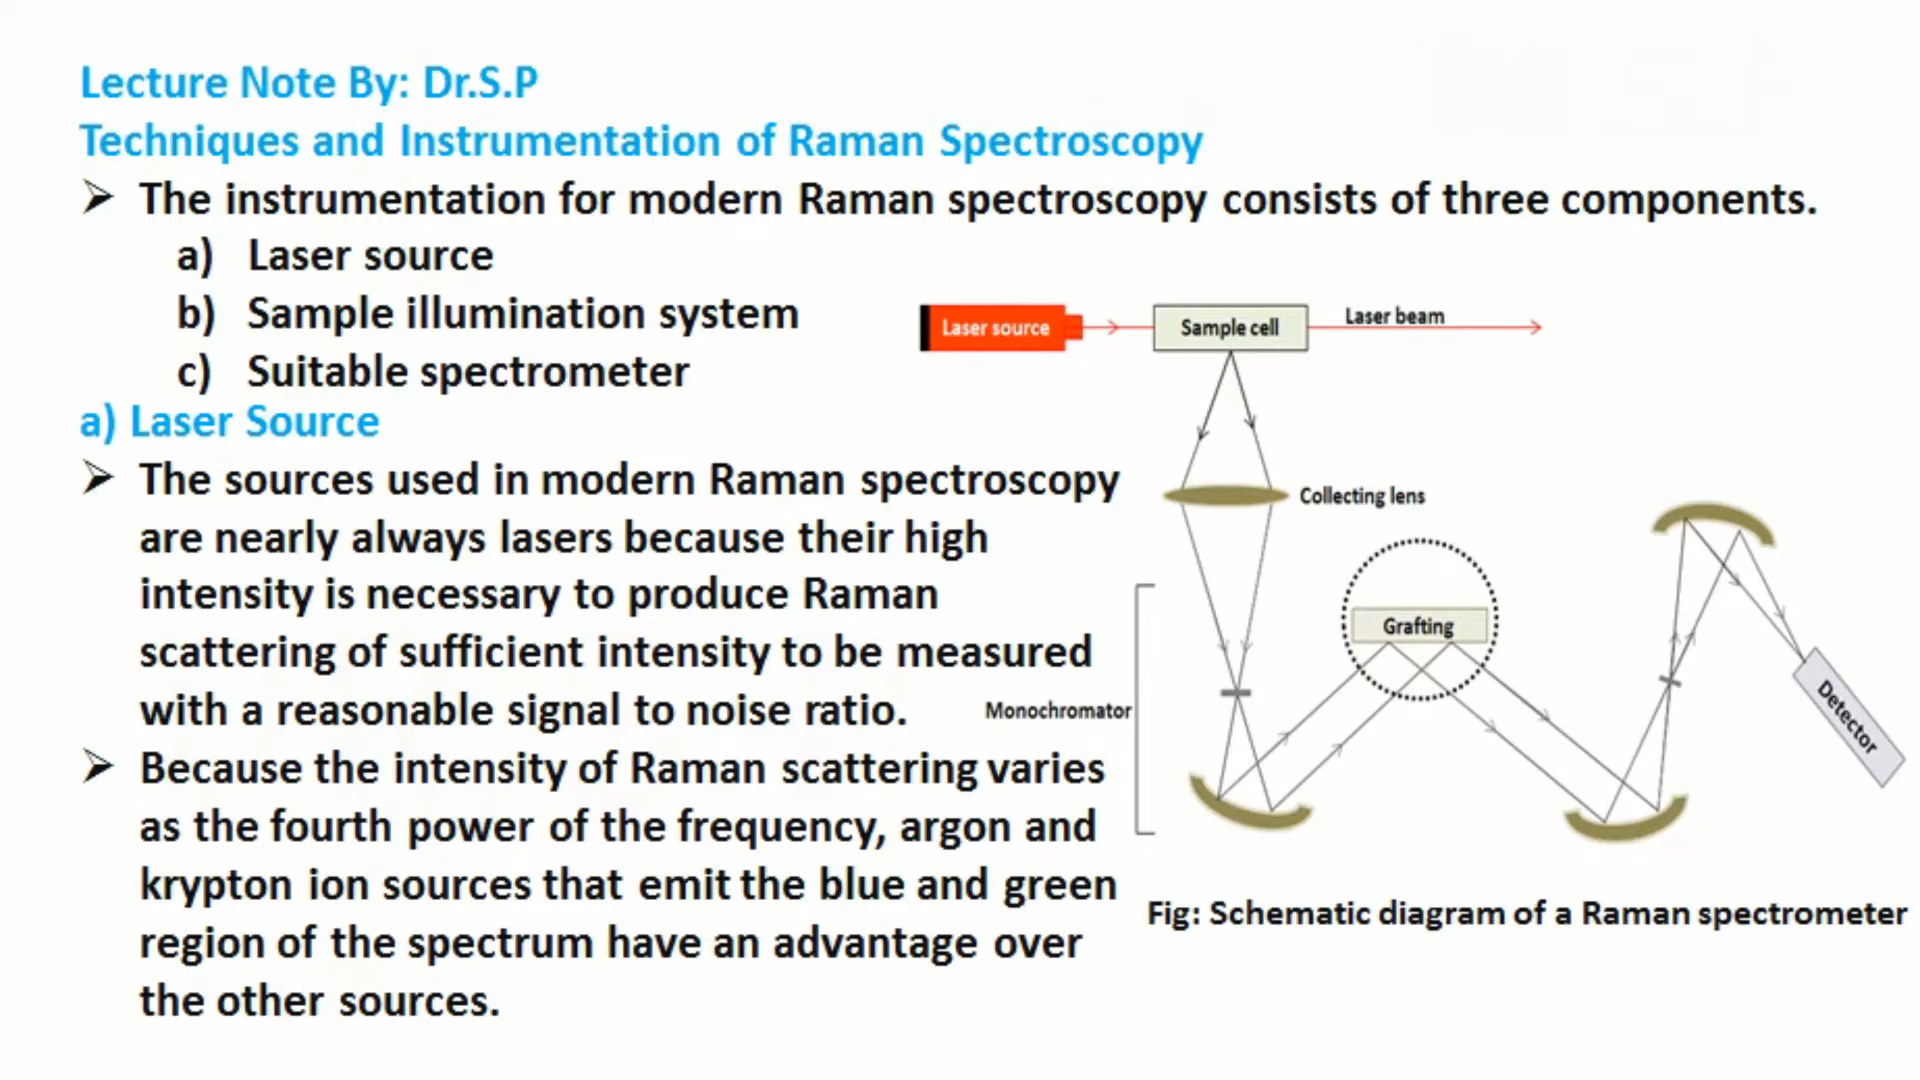 Lecture Note By: Dr.S.P
Techniques and Instrumentation of Raman Spectroscopy
➢ The instrumentation for modern Raman spectroscopy consists of three components.
a) Laser source
b) Sample illumination system
c) Suitable spectrometer
a) Laser Source
➢ The sources used in modern Raman spectroscopy
are nearly always lasers because their high
intensity is necessary to produce Raman
scattering of sufficient intensity to be measured
with a reasonable signal to noise ratio.
➢ Because the intensity of Raman scattering varies
as the fourth power of the frequency, argon and
krypton ion sources that emit the blue and green
region of the spectrum have an advantage over
the other sources.
Laser source
Sample cell
Laser beam
Collecting lens
Grafting
Monochromator
Detector
Fig: Schematic diagram of a Raman spectrometer